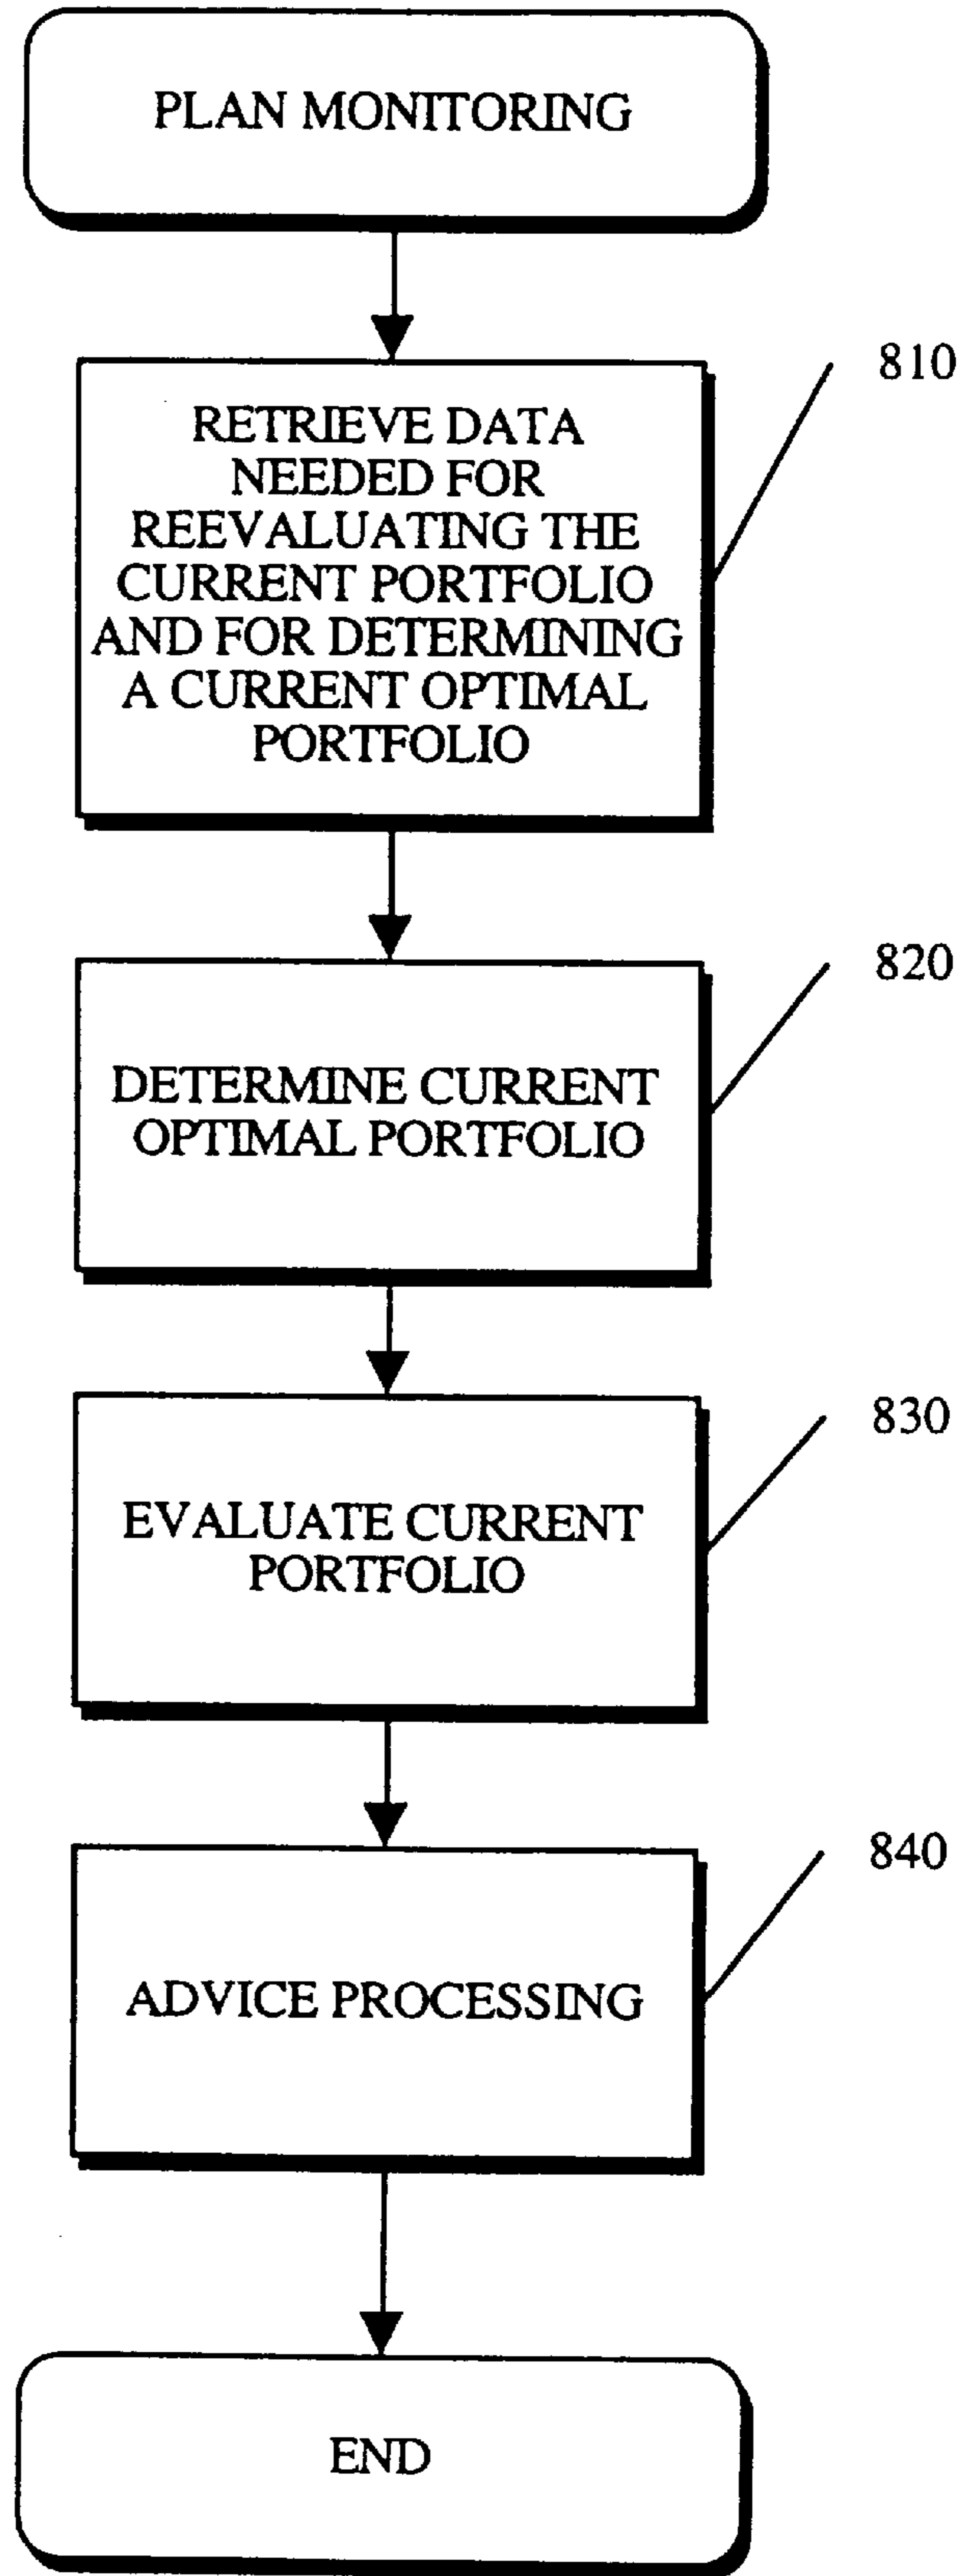 PLAN MONITORING
810
RETRIEVE DATA
NEEDED FOR
REEVALUATING THE
CURRENT PORTFOLIO
AND FOR DETERMINING
A CURRENT OPTIMAL
PORTFOLIO
820
DETERMINE CURRENT
OPTIMAL PORTFOLIO
830
EVALUATE CURRENT
PORTFOLIO
840
ADVICE PROCESSING
END